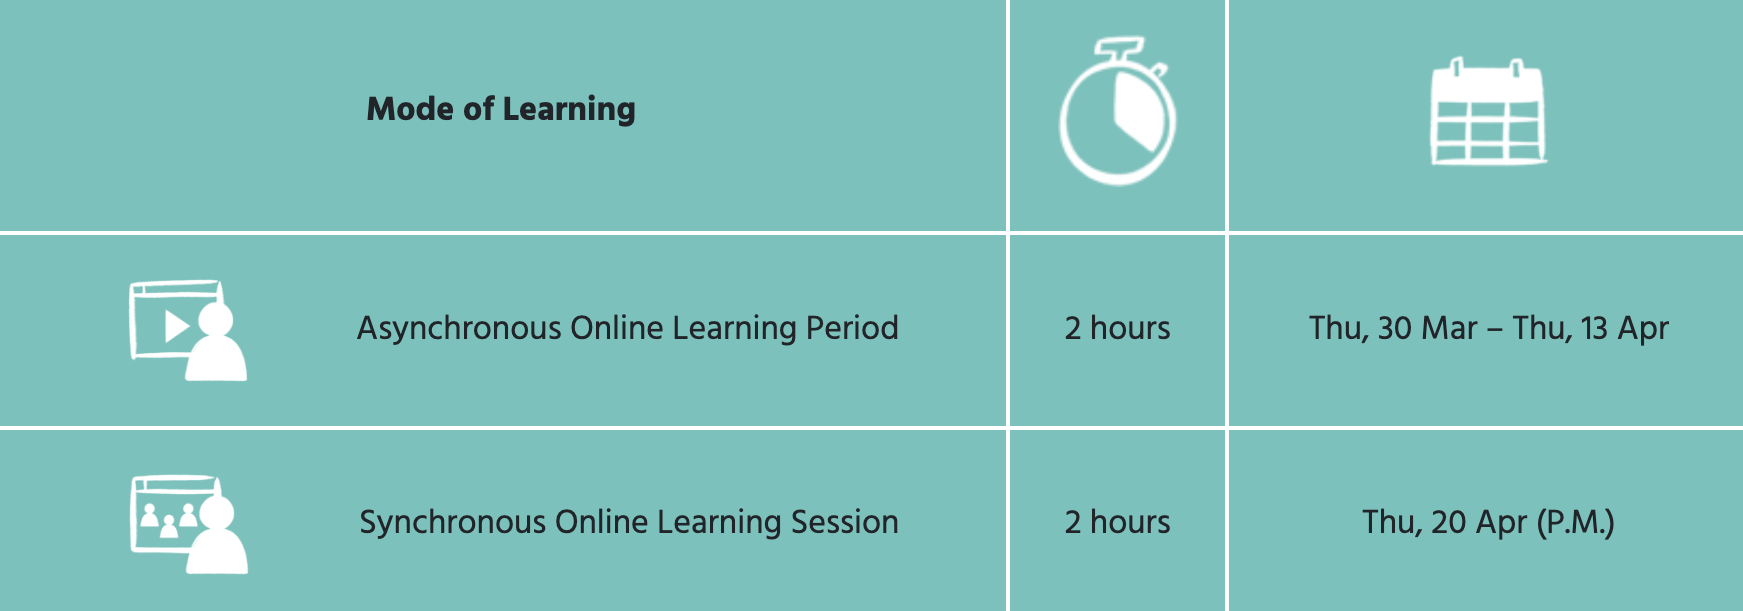 Mode of Learning
Asynchronous Online Learning Period
2 hours
Thu, 30 Mar – Thu, 13 Apr
Synchronous Online Learning Session
2 hours
Thu, 20 Apr (P.M.)